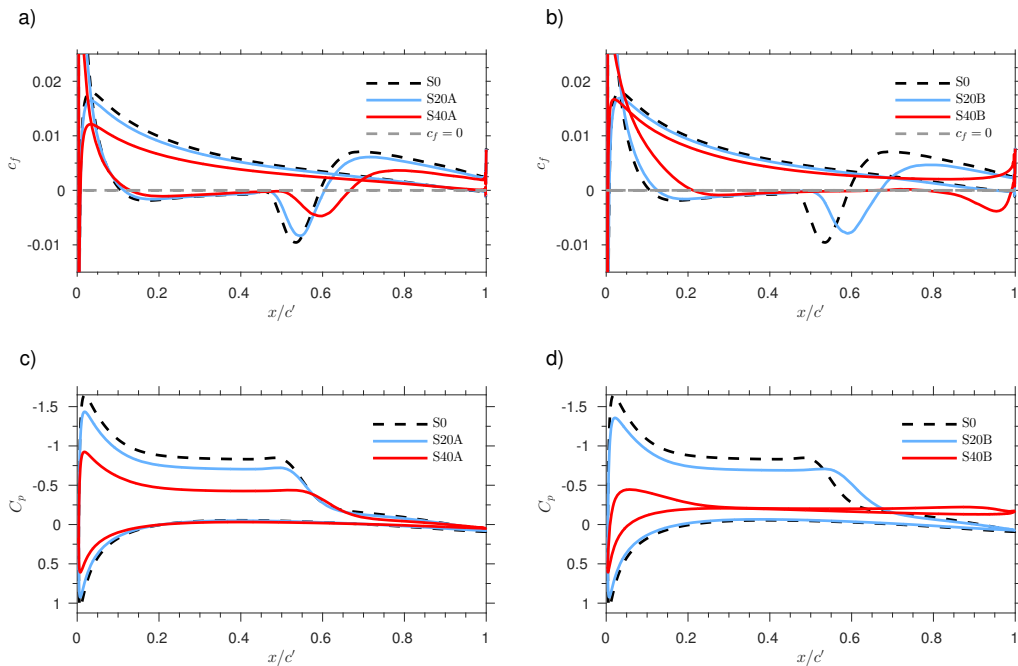 a)
0.02
0.01
0
-0.01
c_f
S0
S20A
S40A
c_f = 0
0
0.2
0.4
0.6
0.8
1
x/c′
b)
0.02
0.01
0
-0.01
c_f
S0
S20B
S40B
c_f = 0
0
0.2
0.4
0.6
0.8
1
x/c′
c)
-1.5
-1
-0.5
0
0.5
1
C_p
S0
S20A
S40A
0
0.2
0.4
0.6
0.8
1
x/c′
d)
-1.5
-1
-0.5
0
0.5
1
C_p
S0
S20B
S40B
0
0.2
0.4
0.6
0.8
1
x/c′